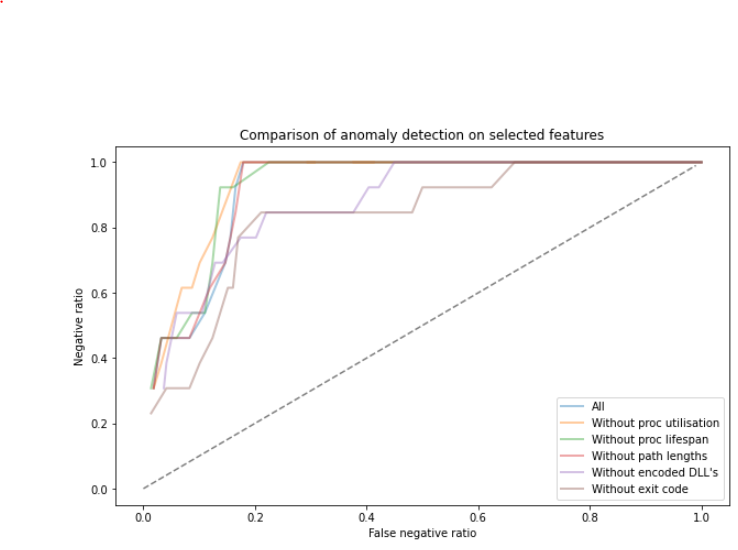 Comparison of anomaly detection on selected features
1.0
0.8
0.6
0.4
0.2
0.0
Negative ratio
0.0 0.2 0.4 0.6 0.8 1.0
False negative ratio
All
Without proc utilisation
Without proc lifespan
Without path lengths
Without encoded DLL's
Without exit code